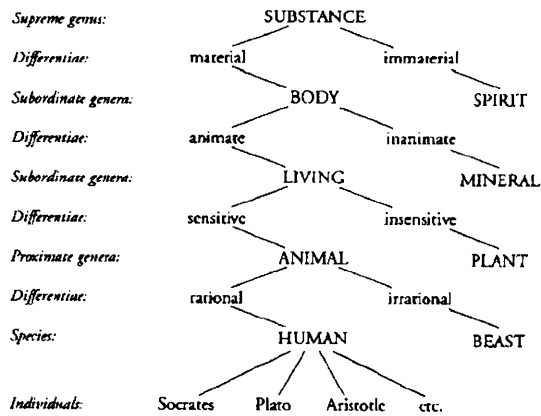 Supreme genus: SUBSTANCE
Differentiae: material immaterial
Subordinate genera: BODY SPIRIT
Differentiae: animate inanimate
Subordinate genera: LIVING MINERAL
Differentiae: sensitive insensitive
Proximate genera: ANIMAL PLANT
Differentiae: rational irrational
Species: HUMAN BEAST
Individuals: Socrates Plato Aristotle etc.